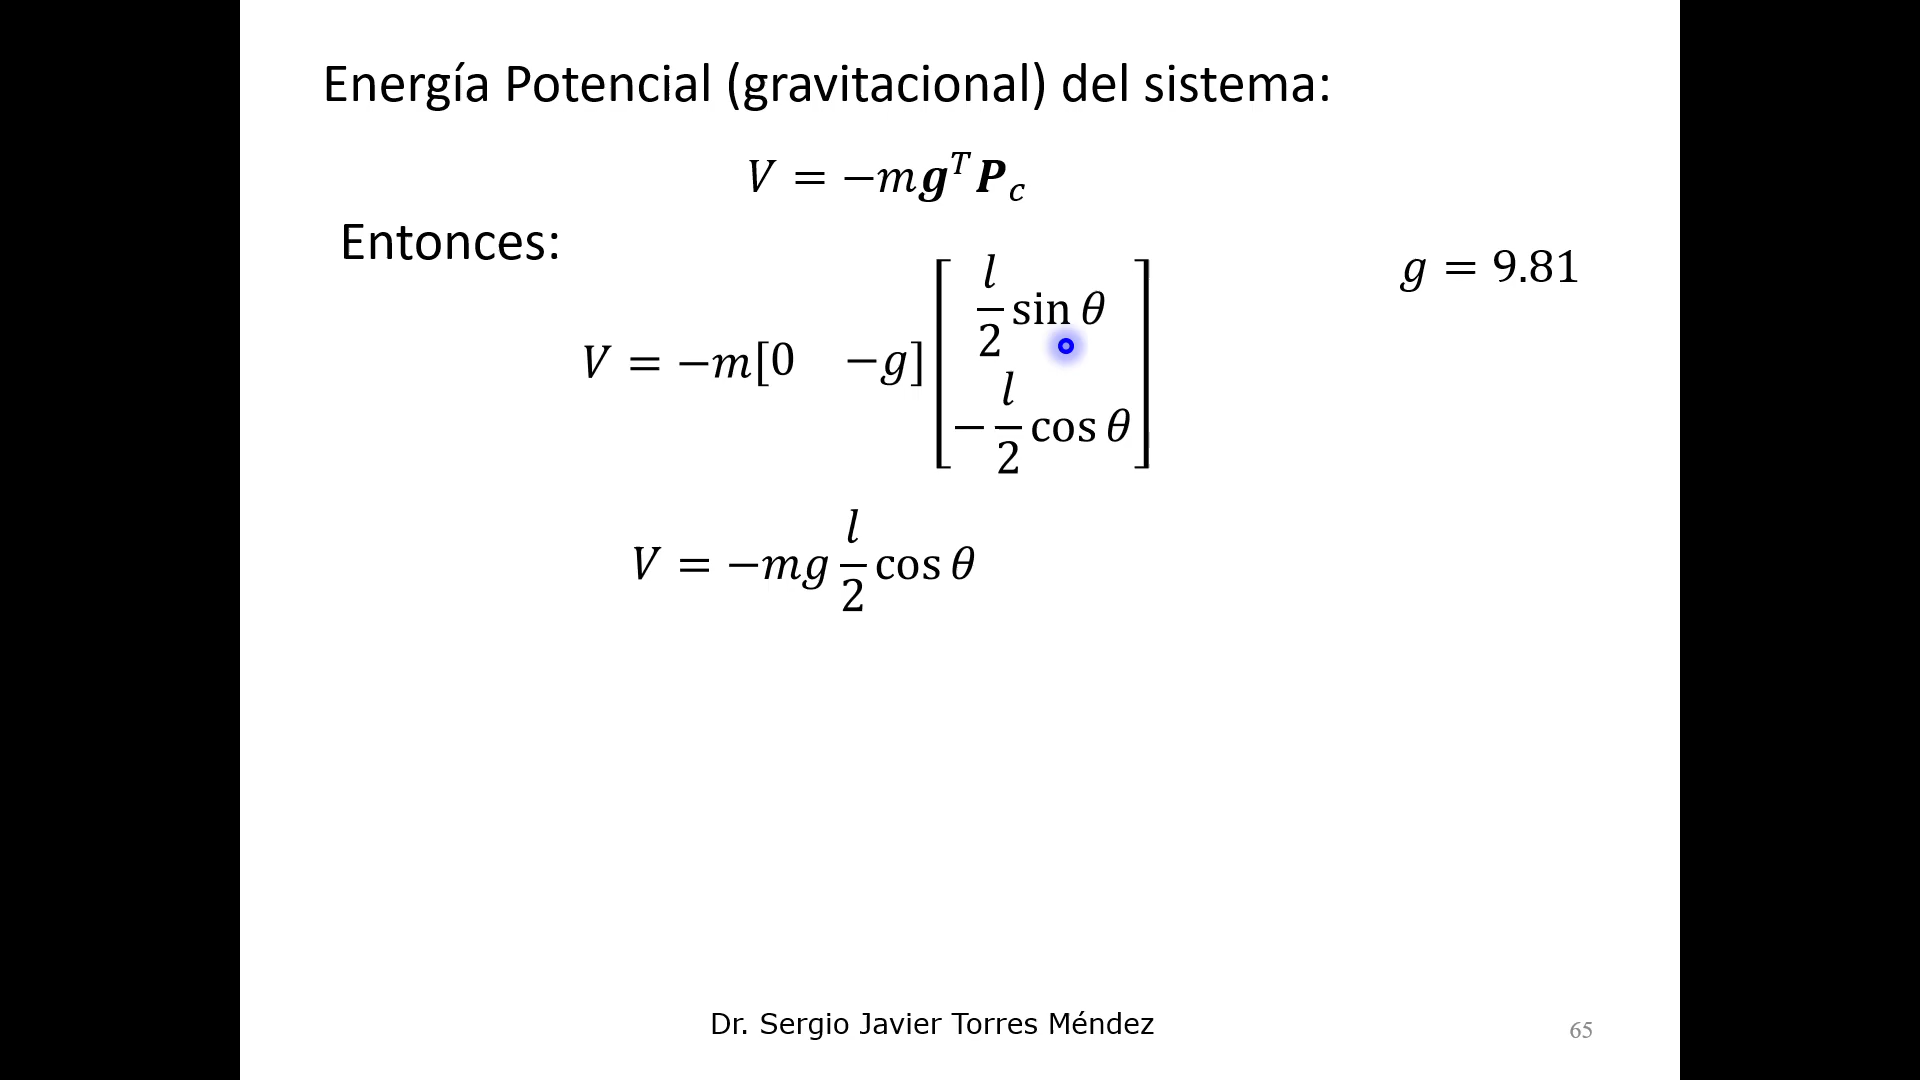 Energía Potencial (gravitacional) del sistema:
V = −mg^T P_c
Entonces:
g = 9.81
V = −m[0 −g] [l/2 sin θ
−l/2 cos θ]
V = −mg l/2 cos θ
Dr. Sergio Javier Torres Méndez
65